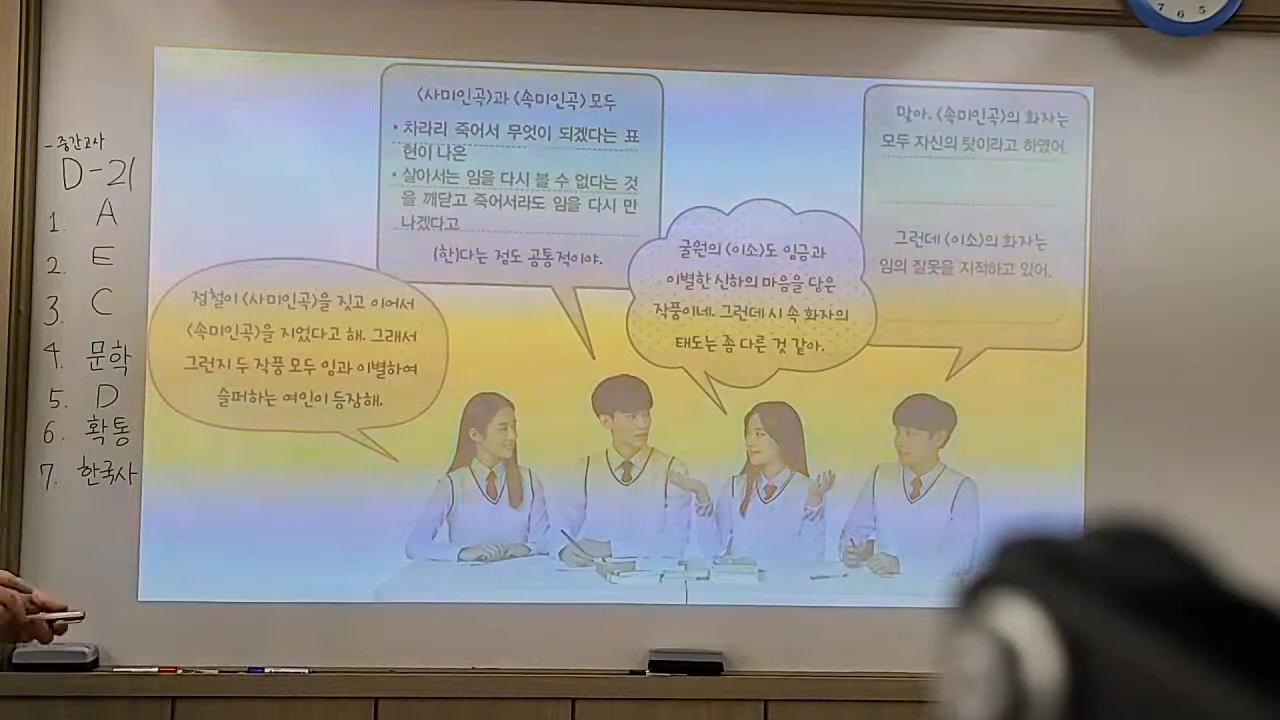 7 6 5
- 중간고사
D-21
1. A
2. E
3. C
4. 문학
5. D
6. 확통
7. 한국사
정철이 <사미인곡>을 짓고 이어서
<속미인곡>을 지었다고 해. 그래서
그런지 두 작품 모두 임과 이별하여
슬퍼하는 여인이 등장해.
<사미인곡>과 <속미인곡> 모두
• 차라리 죽어서 무엇이 되겠다는 표
현이 나온
• 살아서는 임을 다시 볼 수 없다는 것
을 깨닫고 죽어서라도 임을 다시 만
나겠다고
(한)다는 점도 공통적이야.
굴원의 <이소>도 임금과
이별한 신하의 마음을 담은
작품이네. 그런데 시 속 화자의
태도는 좀 다른 것 같아.
맞아. <속미인곡>의 화자는
모두 자신의 탓이라고 하였어.
그런데 <이소>의 화자는
임의 잘못을 지적하고 있어.